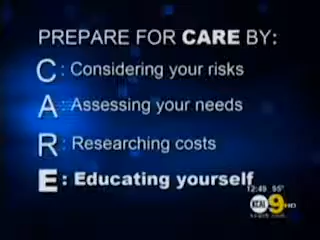 PREPARE FOR CARE BY:
C: Considering your risks
A: Assessing your needs
R: Researching costs
E: Educating yourself
12:49 95°
KCAL 9 HD